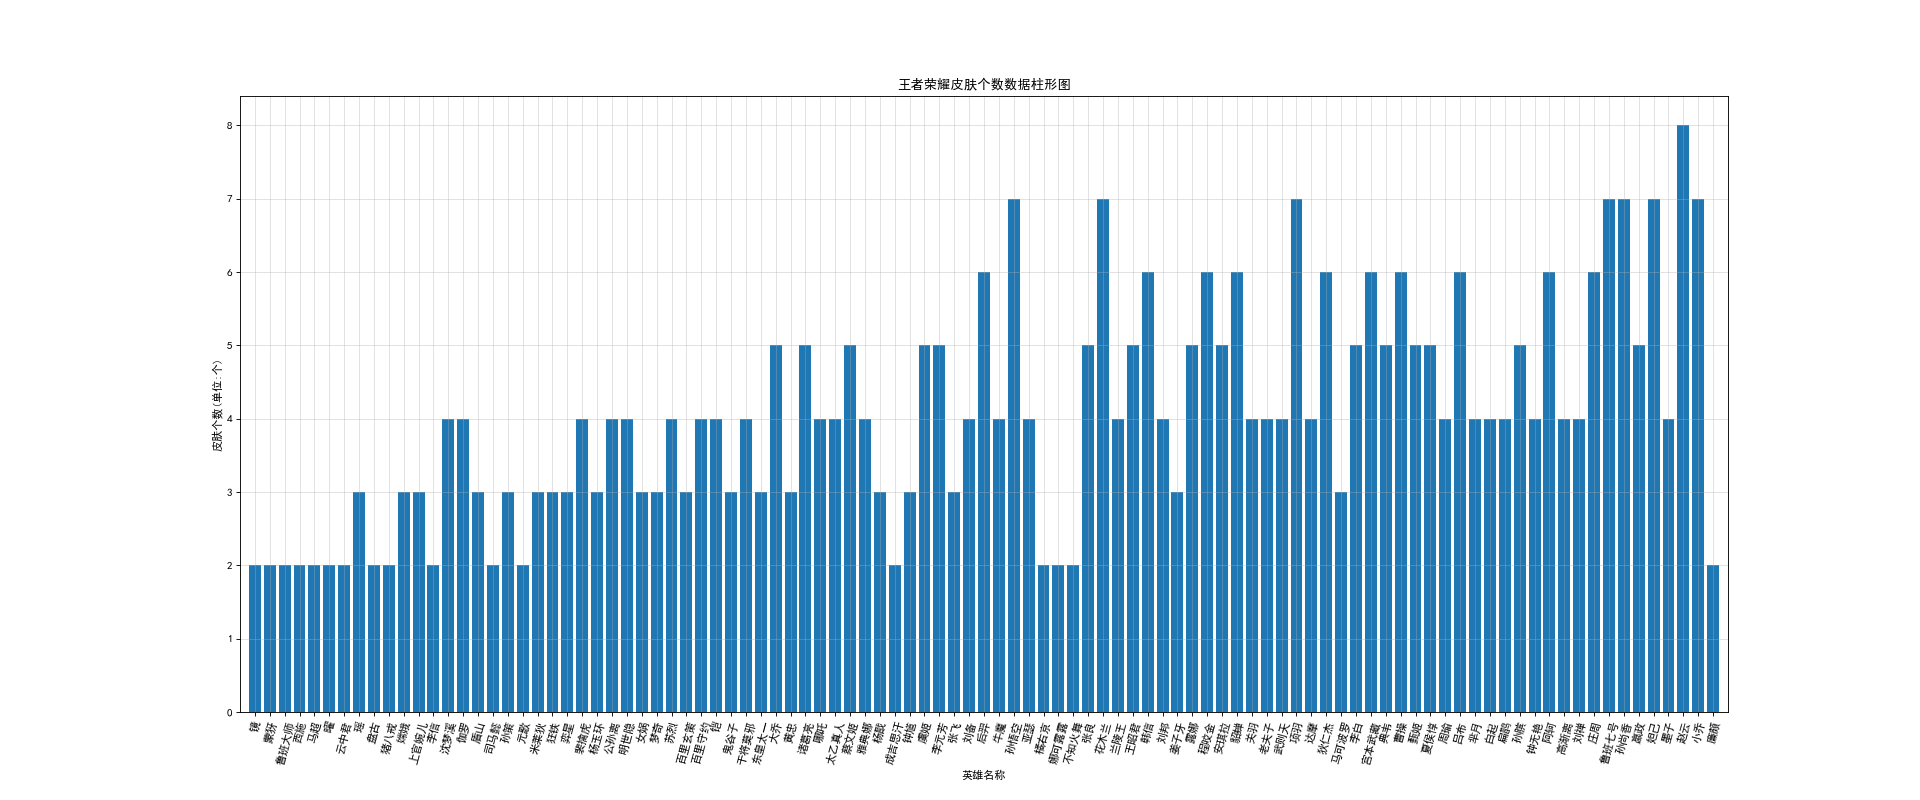 王者荣耀皮肤个数数据柱形图
8
7
6
5
4
3
2
1
0
皮肤个数(单位:个)
镜
蒙犽
鲁班大师
西施
马超
曜
云中君
瑶
盘古
猪八戒
嫦娥
上官婉儿
李信
沈梦溪
伽罗
盾山
司马懿
孙策
元歌
米莱狄
狂铁
弈星
裴擒虎
杨玉环
公孙离
明世隐
女娲
梦奇
苏烈
百里玄策
百里守约
铠
鬼谷子
干将莫邪
东皇太一
大乔
黄忠
诸葛亮
哪吒
太乙真人
蔡文姬
雅典娜
杨戬
成吉思汗
钟馗
虞姬
李元芳
张飞
刘备
后羿
牛魔
孙悟空
亚瑟
橘右京
娜可露露
不知火舞
张良
花木兰
兰陵王
王昭君
韩信
刘邦
姜子牙
露娜
程咬金
安琪拉
貂蝉
关羽
老夫子
武则天
项羽
达摩
狄仁杰
马可波罗
李白
宫本武藏
典韦
曹操
甄姬
夏侯惇
周瑜
吕布
芈月
白起
扁鹊
孙膑
钟无艳
阿轲
高渐离
刘禅
庄周
鲁班七号
孙尚香
嬴政
妲己
墨子
赵云
小乔
廉颇
英雄名称